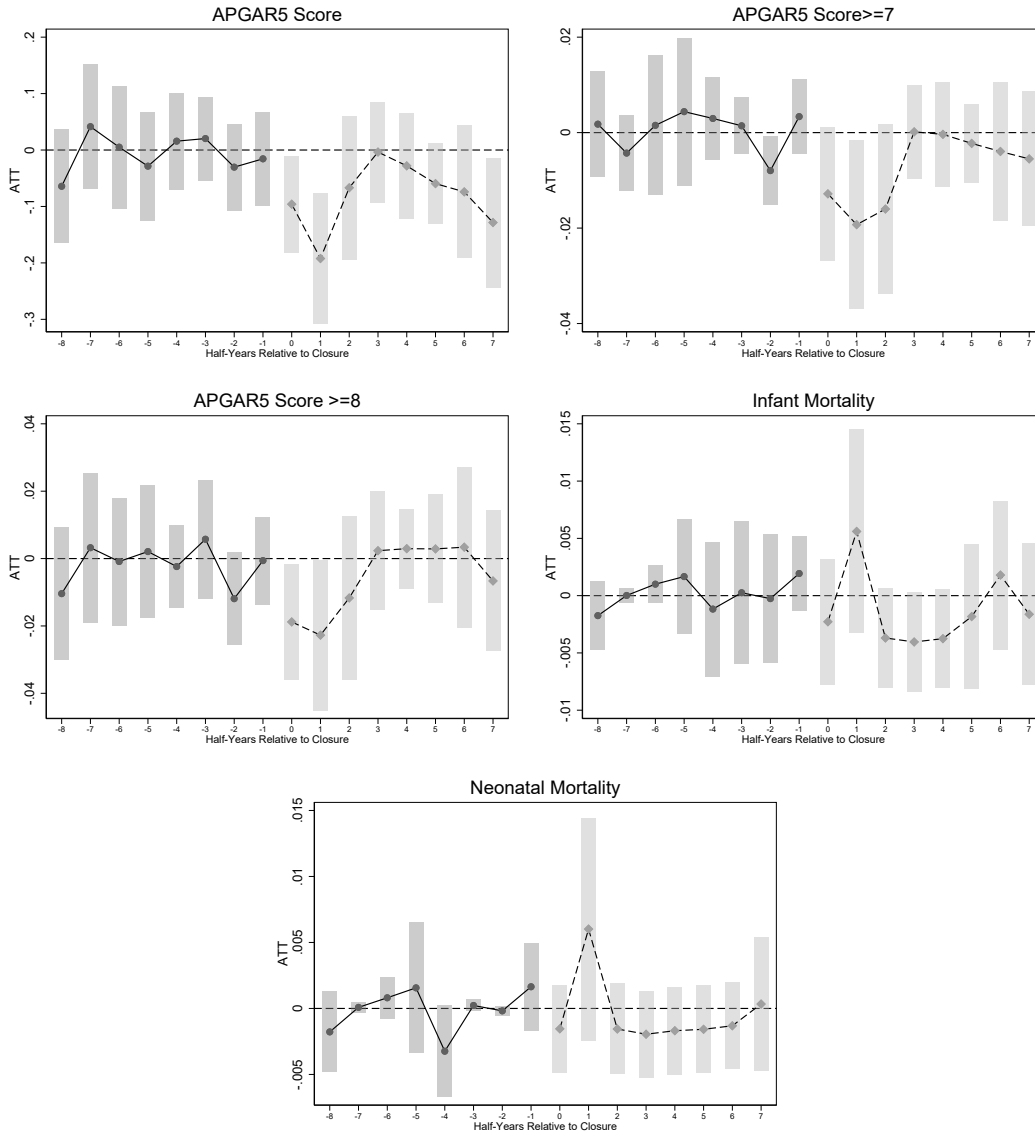 APGAR5 Score
ATT
.2
.1
0
-.1
-.2
-.3
-8 -7 -6 -5 -4 -3 -2 -1 0 1 2 3 4 5 6 7
Half-Years Relative to Closure
APGAR5 Score>=7
ATT
.02
0
-.02
-.04
-8 -7 -6 -5 -4 -3 -2 -1 0 1 2 3 4 5 6 7
Half-Years Relative to Closure
APGAR5 Score >=8
ATT
.04
.02
0
-.02
-.04
-8 -7 -6 -5 -4 -3 -2 -1 0 1 2 3 4 5 6 7
Half-Years Relative to Closure
Infant Mortality
ATT
.015
.01
.005
0
-.005
-.01
-8 -7 -6 -5 -4 -3 -2 -1 0 1 2 3 4 5 6 7
Half-Years Relative to Closure
Neonatal Mortality
ATT
.015
.01
.005
0
-.005
-8 -7 -6 -5 -4 -3 -2 -1 0 1 2 3 4 5 6 7
Half-Years Relative to Closure